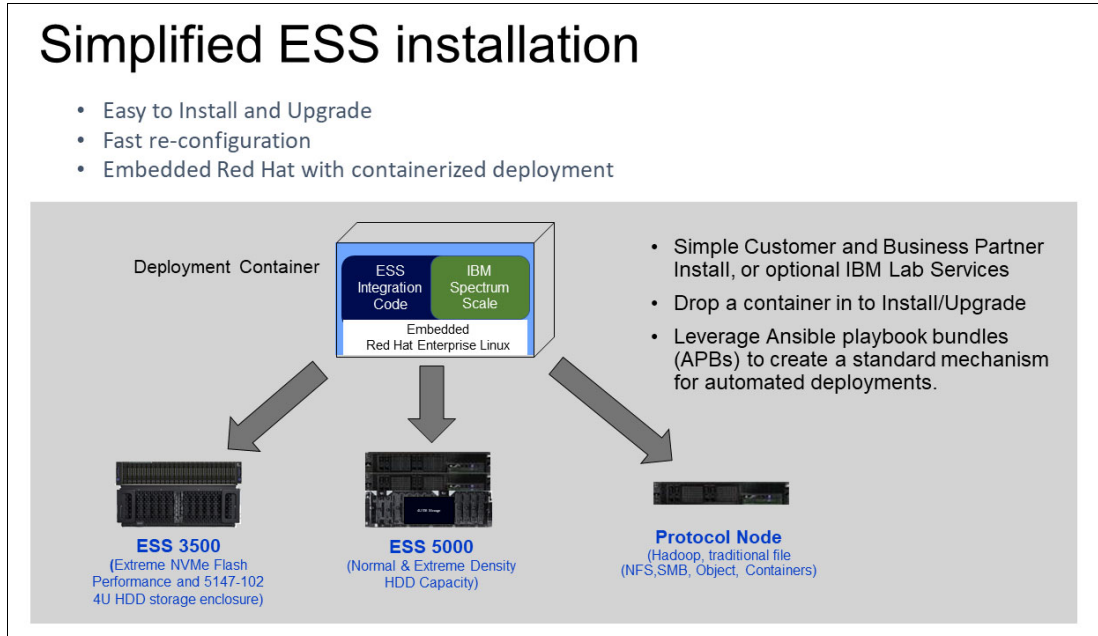 Simplified ESS installation
• Easy to Install and Upgrade
• Fast re-configuration
• Embedded Red Hat with containerized deployment
Deployment Container
ESS
Integration
Code
IBM
Spectrum
Scale
Embedded
Red Hat Enterprise Linux
• Simple Customer and Business Partner
Install, or optional IBM Lab Services
• Drop a container in to Install/Upgrade
• Leverage Ansible playbook bundles
(APBs) to create a standard mechanism
for automated deployments.
ESS 3500
(Extreme NVMe Flash
Performance and 5147-102
4U HDD storage enclosure)
ESS 5000
(Normal & Extreme Density
HDD Capacity)
Protocol Node
(Hadoop, traditional file
(NFS,SMB, Object, Containers)